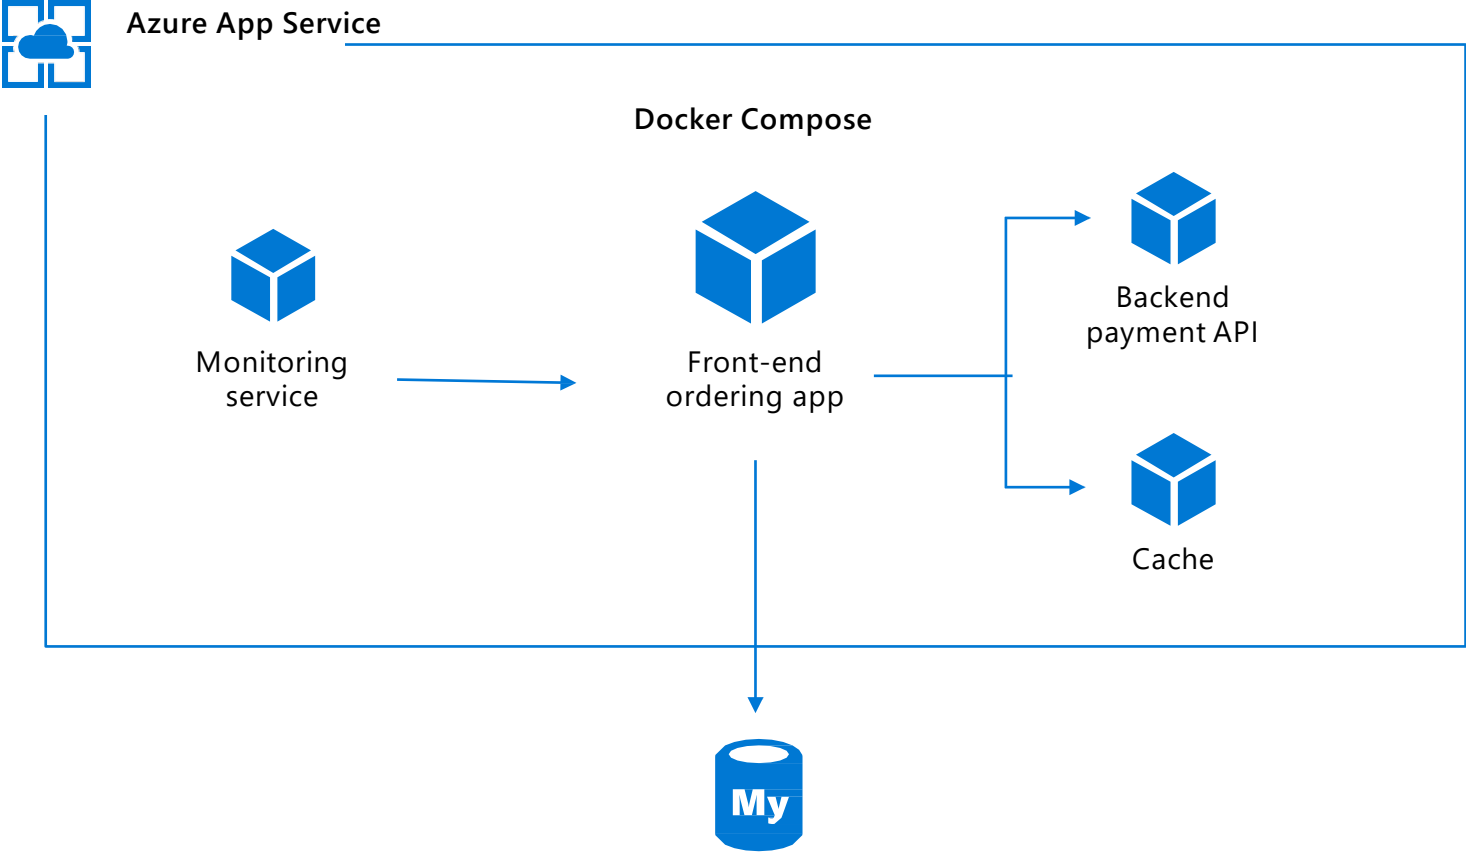 Azure App Service
Docker Compose
Monitoring
service
Front-end
ordering app
Backend
payment API
Cache
My